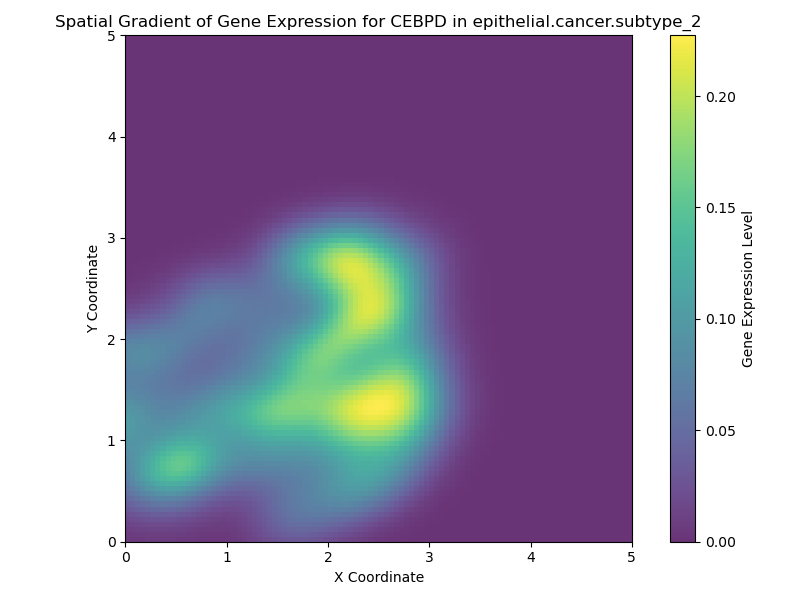 Spatial Gradient of Gene Expression for CEBPD in epithelial.cancer.subtype_2
5
4
3
2
1
0
Y Coordinate
0 1 2 3 4 5
X Coordinate
0.20
0.15
0.10
0.05
0.00
Gene Expression Level